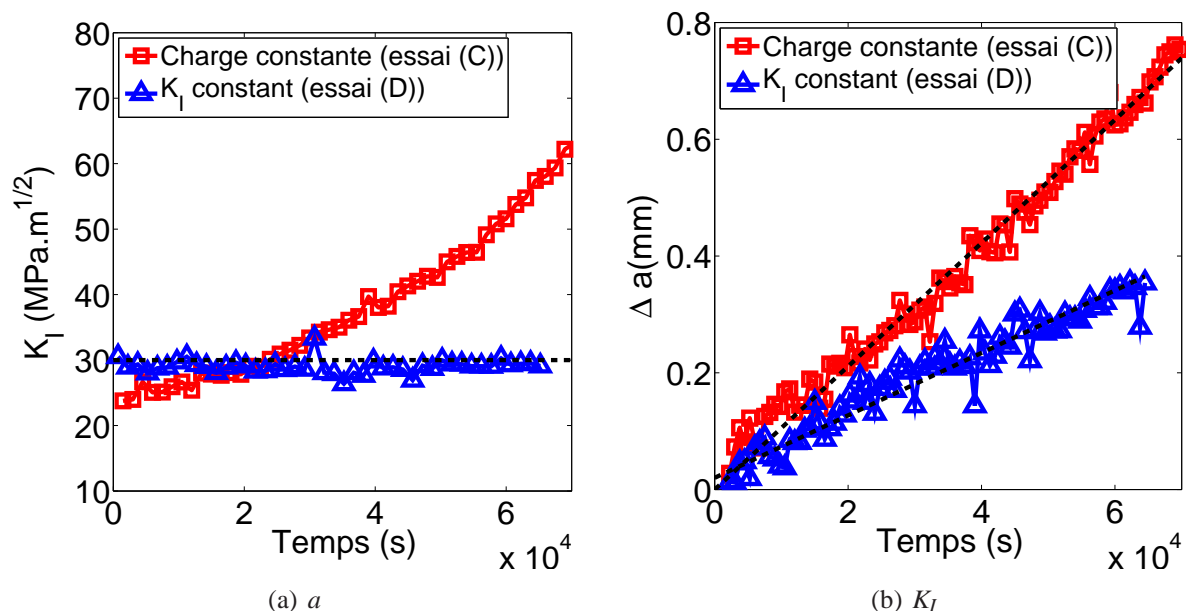 80
70
60
50
40
30
20
10
K_I (MPa.m^1/2)
Charge constante (essai (C))
K_I constant (essai (D))
0 2 4 6
Temps (s)
x 10^4
(a) a
0.8
0.6
0.4
0.2
0
Δ a(mm)
Charge constante (essai (C))
K_I constant (essai (D))
0 2 4 6
Temps (s)
x 10^4
(b) K_I